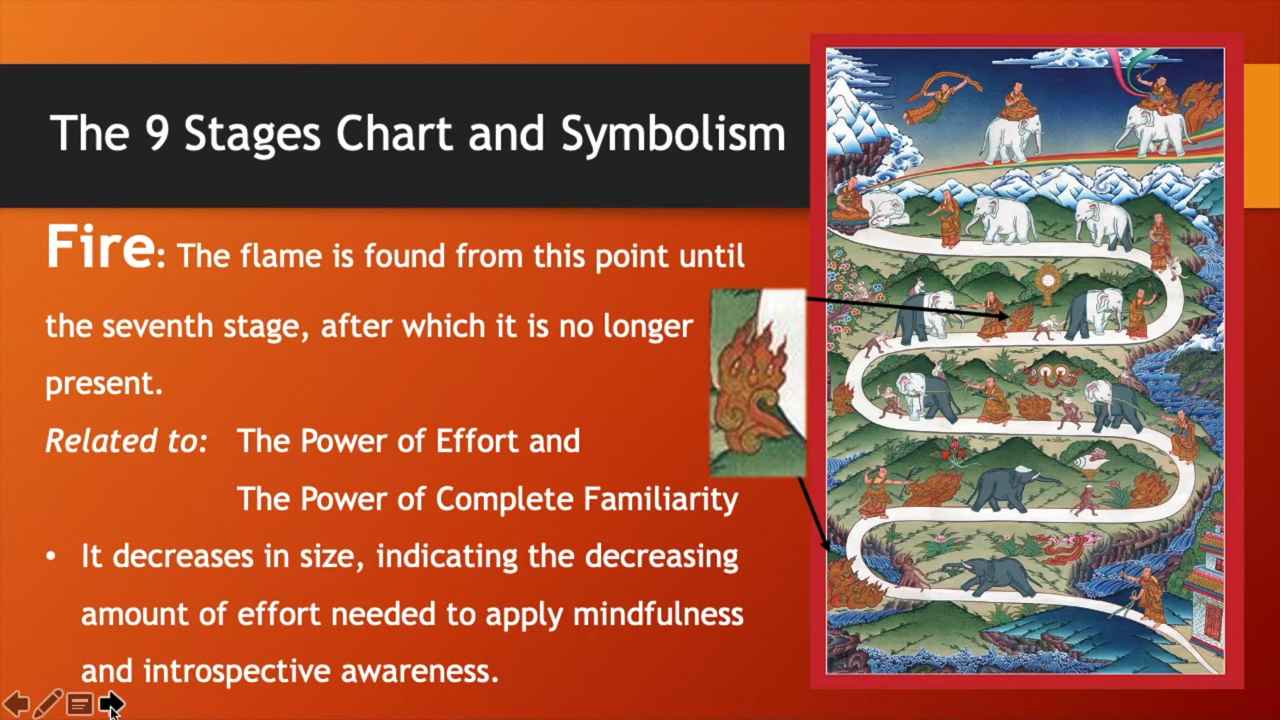 The 9 Stages Chart and Symbolism
Fire: The flame is found from this point until
the seventh stage, after which it is no longer
present.
Related to: The Power of Effort and
The Power of Complete Familiarity
• It decreases in size, indicating the decreasing
amount of effort needed to apply mindfulness
and introspective awareness.